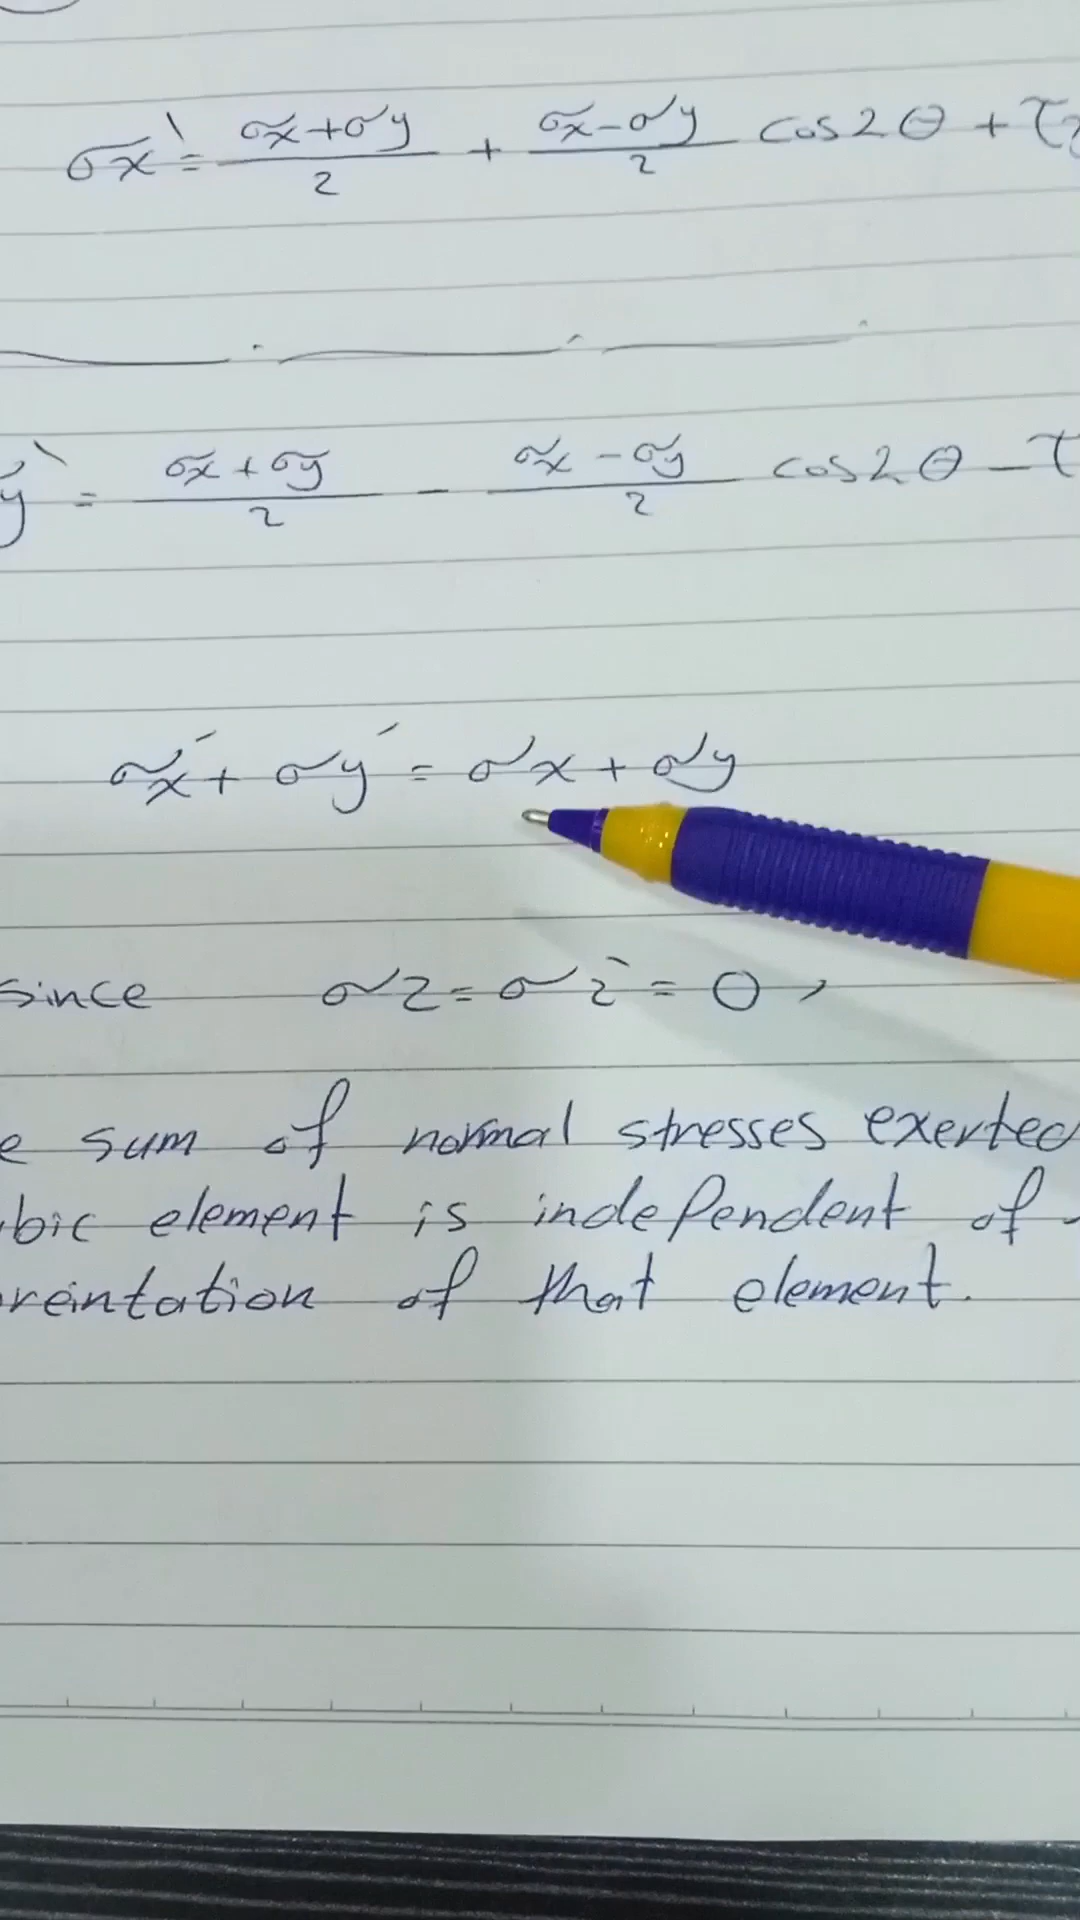 σx' = σx+σy/2 + σx-σy/2 cos2θ + τ
y' = σx+σy/2 - σx-σy/2 cos2θ - τ
σx' + σy' = σx + σy
since σz = σz' = 0,
sum of normal stresses exerted
element is independent of
of that element.